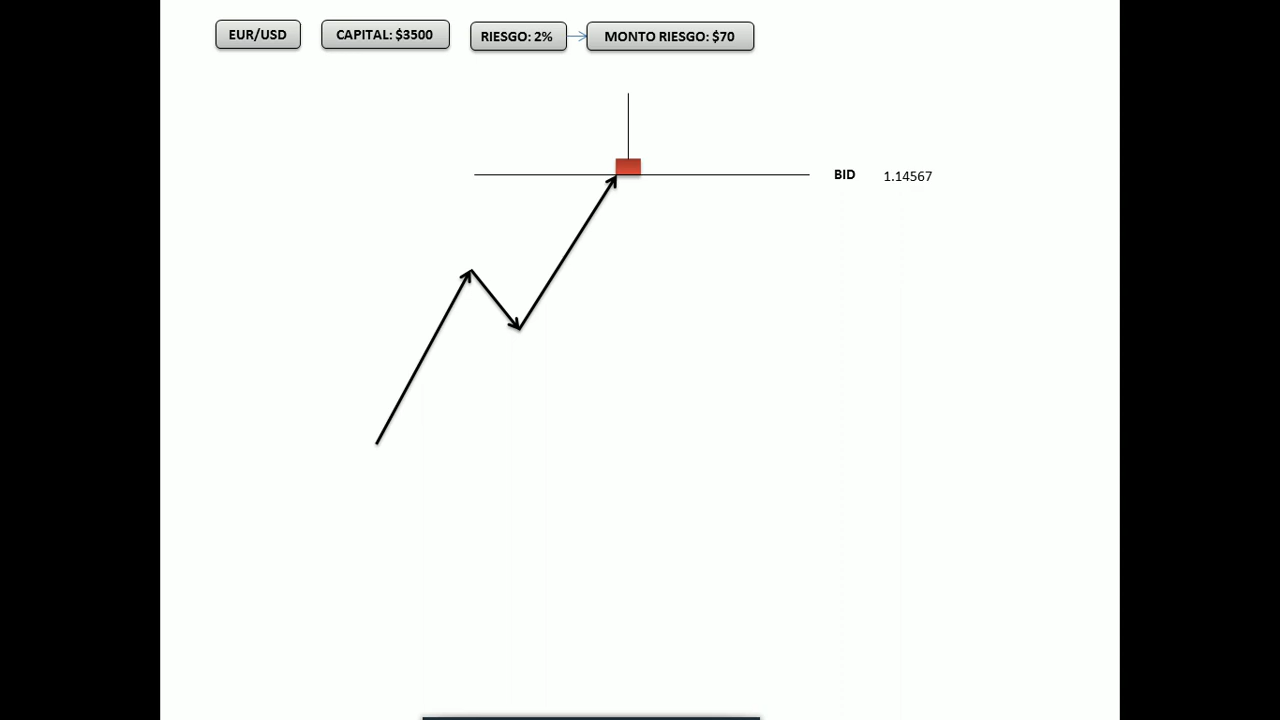 EUR/USD
CAPITAL: $3500
RIESGO: 2%
MONTO RIESGO: $70
BID 1.14567